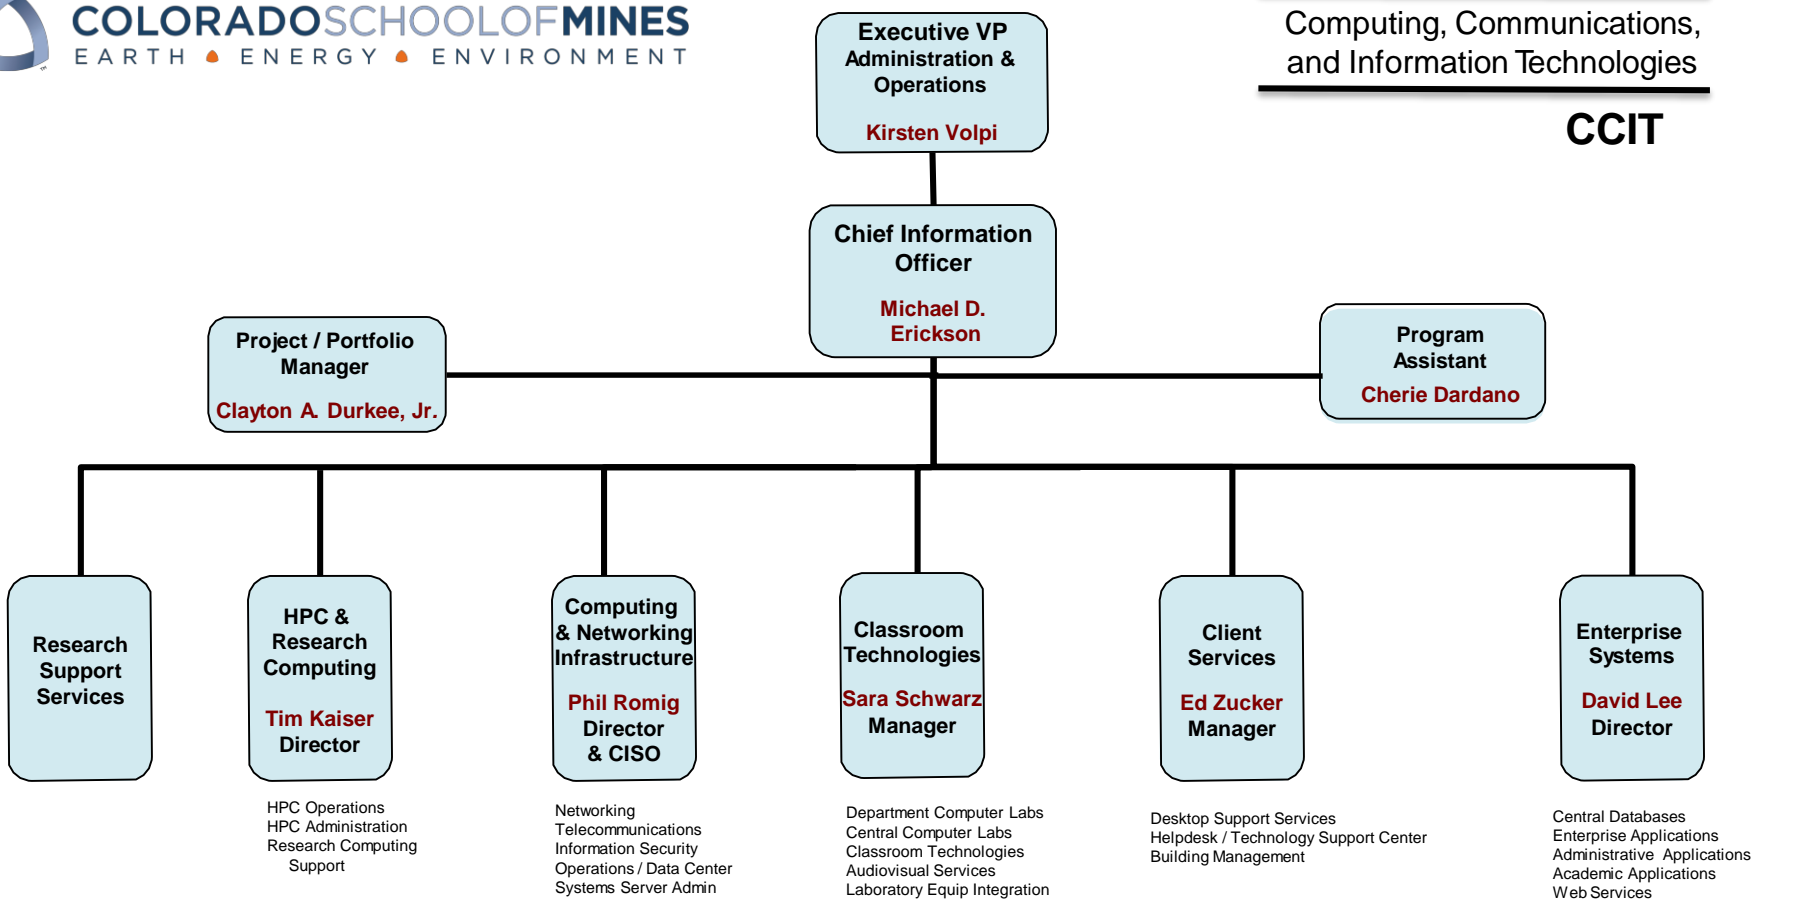 COLORADOSCHOOLOFMINES
EARTH ENERGY ENVIRONMENT
TM
Computing, Communications,
and Information Technologies
CCIT
Executive VP
Administration &
Operations
Kirsten Volpi
Chief Information
Officer
Michael D.
Erickson
Project / Portfolio
Manager
Clayton A. Durkee, Jr.
Program
Assistant
Cherie Dardano
Research
Support
Services
HPC &
Research
Computing
Tim Kaiser
Director
HPC Operations
HPC Administration
Research Computing
Support
Computing
& Networking
Infrastructure
Phil Romig
Director
& CISO
Networking
Telecommunications
Information Security
Operations / Data Center
Systems Server Admin
Classroom
Technologies
Sara Schwarz
Manager
Department Computer Labs
Central Computer Labs
Classroom Technologies
Audiovisual Services
Laboratory Equip Integration
Client
Services
Ed Zucker
Manager
Desktop Support Services
Helpdesk / Technology Support Center
Building Management
Enterprise
Systems
David Lee
Director
Central Databases
Enterprise Applications
Administrative Applications
Academic Applications
Web Services